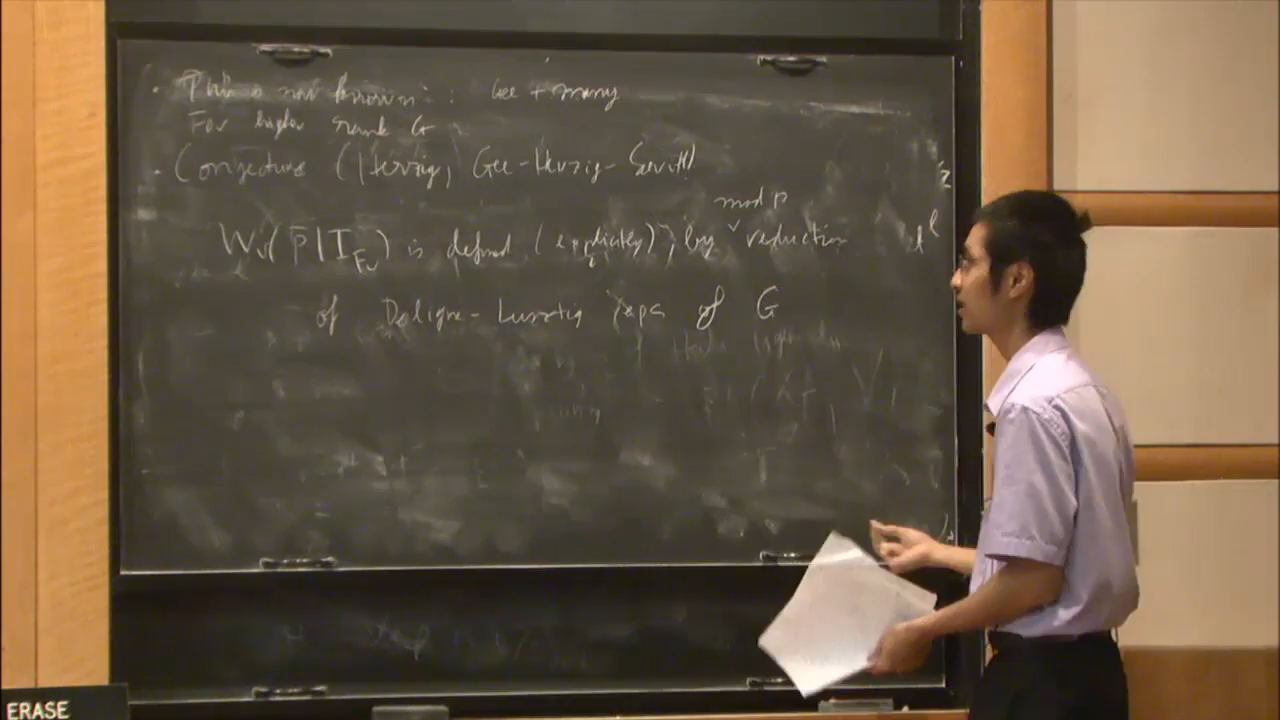 • This is not known : Gee + many
For higher rank G
• Conjecture (Herzig, Gee-Herzig-Savitt)
W_v(ρ̄|I_{F_v}) is defined (explicitly), by mod p reduction
of Deligne-Lusztig reps of G
ERASE